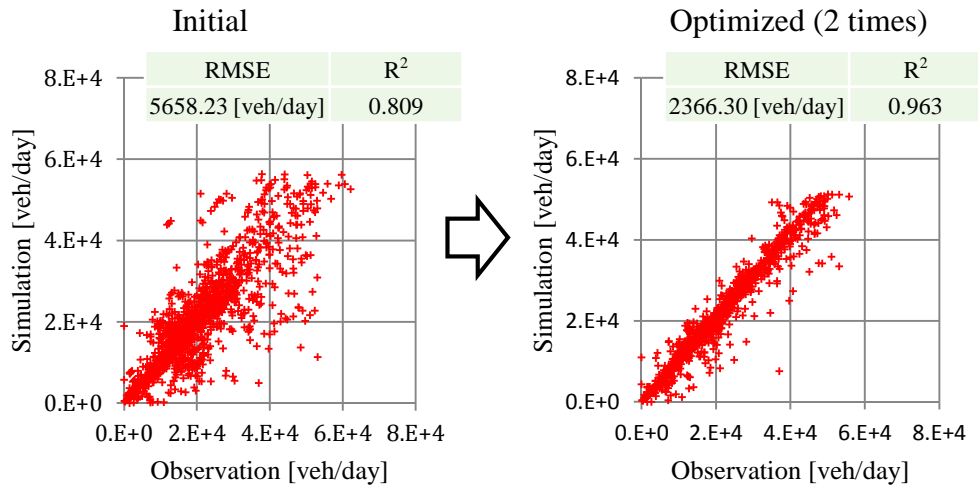 Initial
RMSE R²
5658.23 [veh/day] 0.809
8.E+4
6.E+4
4.E+4
2.E+4
0.E+0
Simulation [veh/day]
0.E+0 2.E+4 4.E+4 6.E+4 8.E+4
Observation [veh/day]
Optimized (2 times)
RMSE R²
2366.30 [veh/day] 0.963
8.E+4
6.E+4
4.E+4
2.E+4
0.E+0
Simulation [veh/day]
0.E+0 2.E+4 4.E+4 6.E+4 8.E+4
Observation [veh/day]